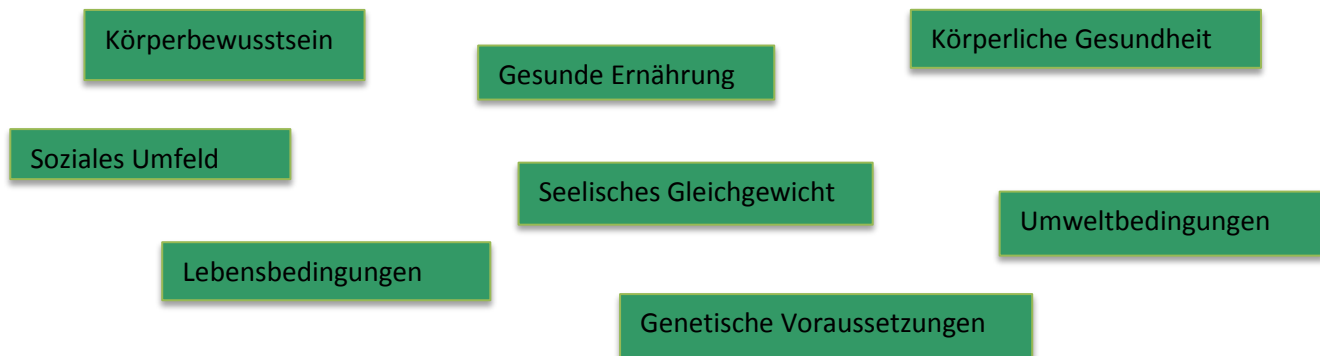 Körperbewusstsein
Körperliche Gesundheit
Gesunde Ernährung
Soziales Umfeld
Seelisches Gleichgewicht
Umweltbedingungen
Lebensbedingungen
Genetische Voraussetzungen